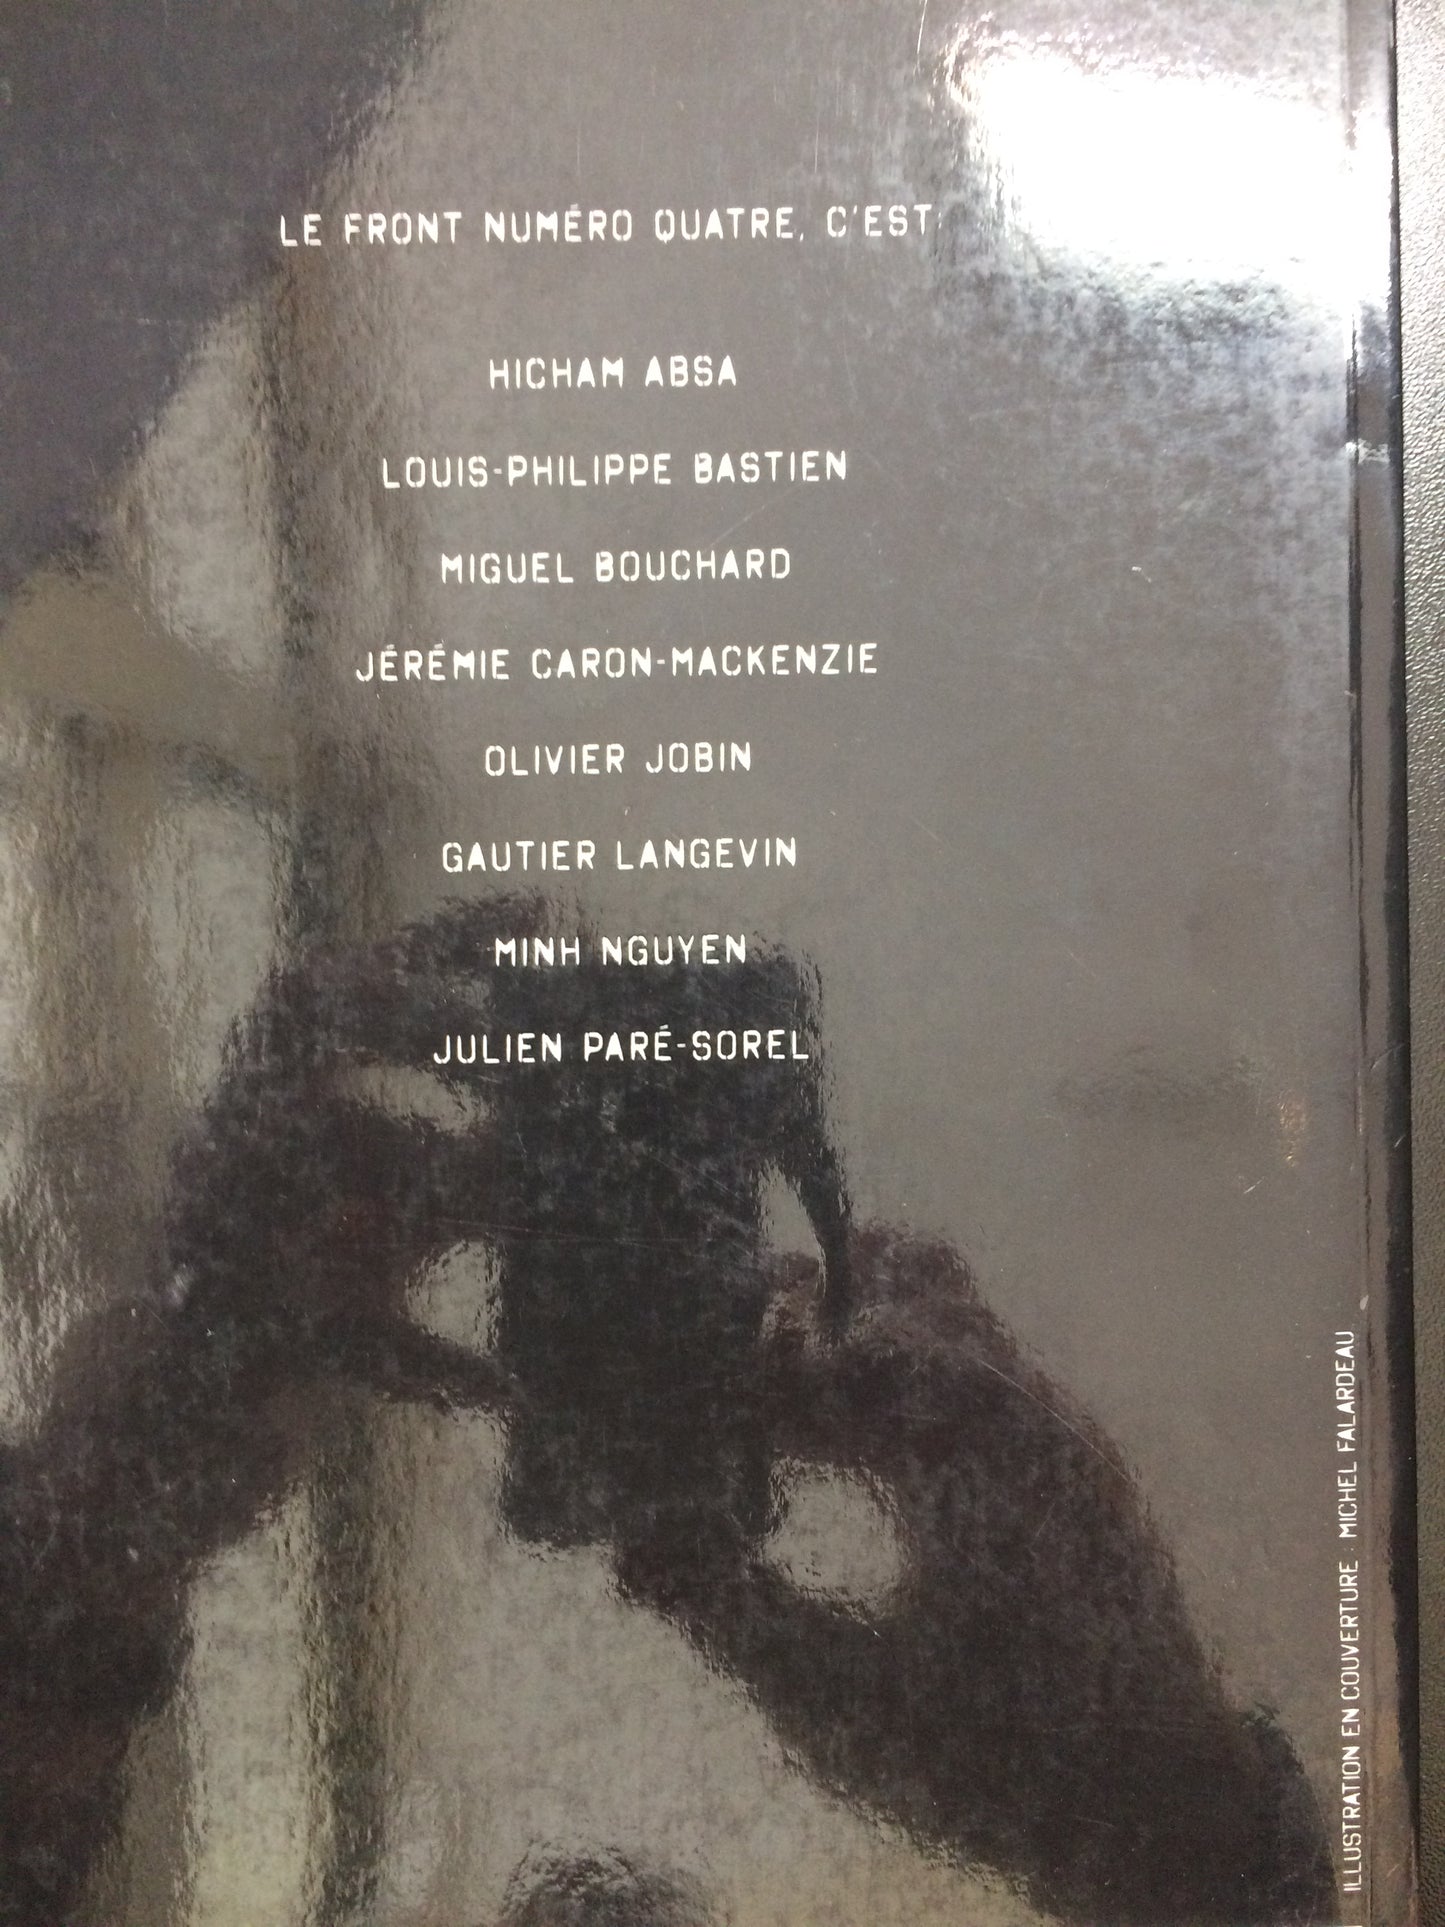 LE FRONT NUMÉRO QUATRE, C'EST:
HICHAM ABSA
LOUIS-PHILIPPE BASTIEN
MIGUEL BOUCHARD
JÉRÉMIE CARON-MACKENZIE
OLIVIER JOBIN
GAUTIER LANGEVIN
MINH NGUYEN
JULIEN PARÉ-SOREL
ILLUSTRATION EN COUVERTURE : MICHEL FALARDEAU